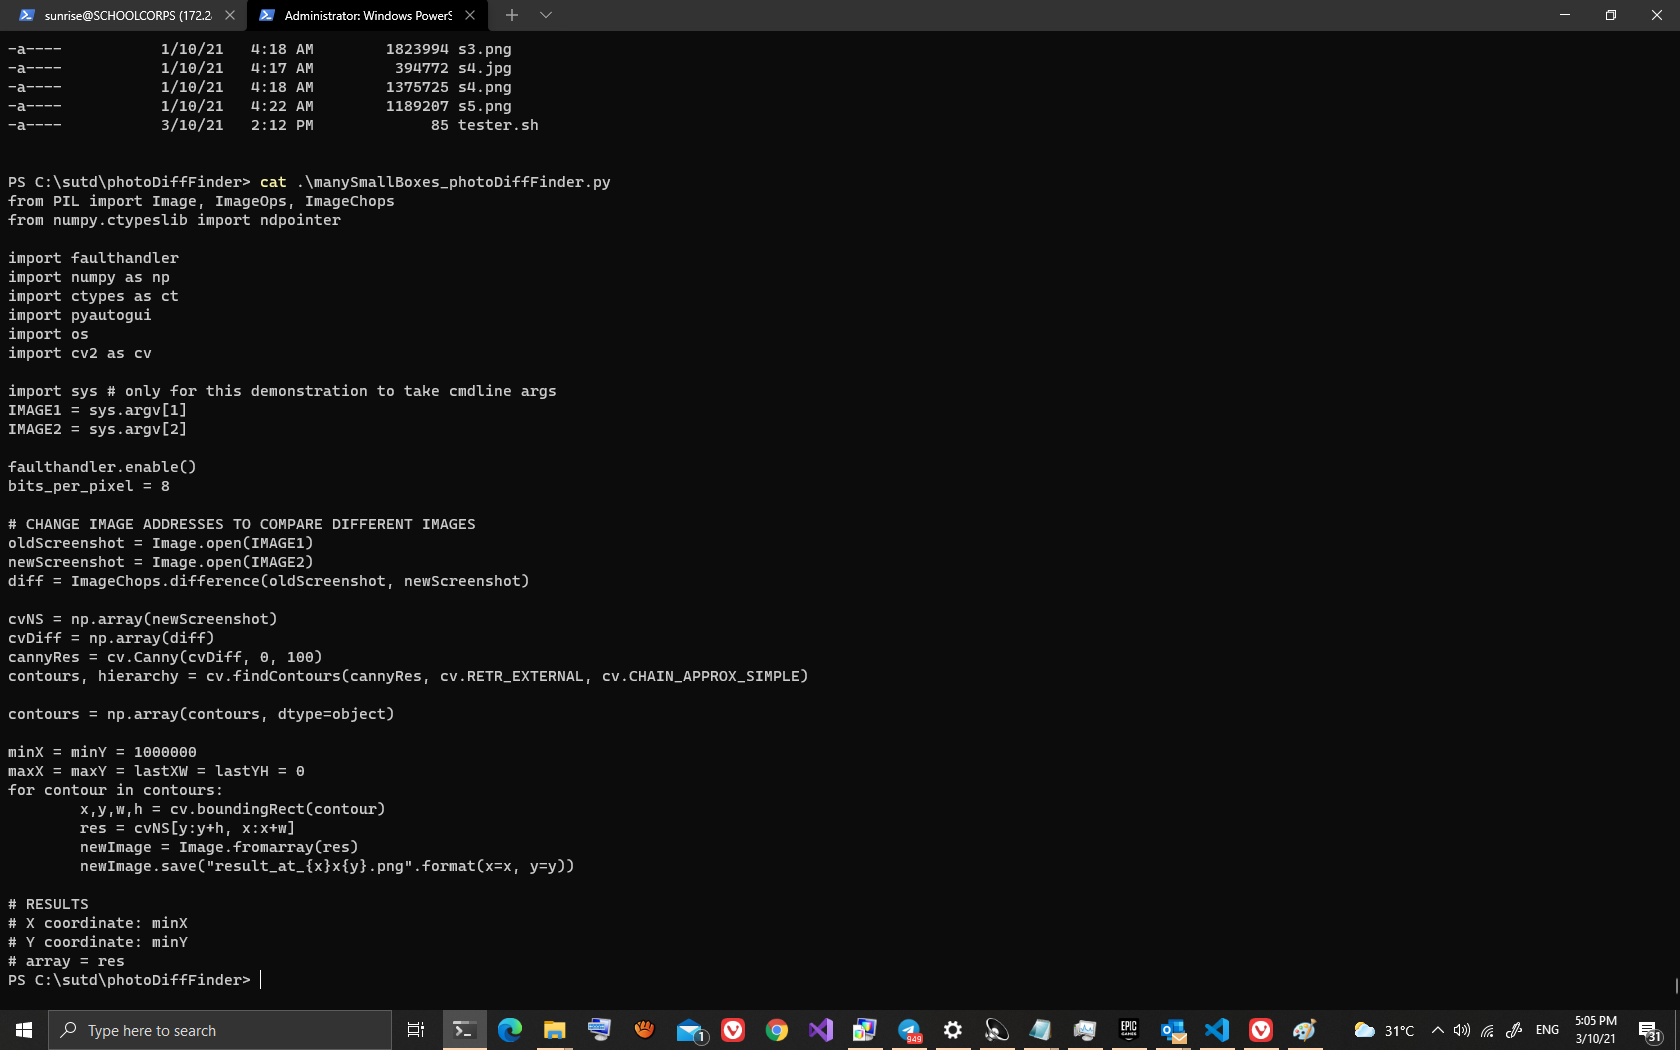 sunrise@SCHOOLCORPS (172.2
Administrator: Windows PowerS
-a---- 1/10/21 4:18 AM 1823994 s3.png
-a---- 1/10/21 4:17 AM 394772 s4.jpg
-a---- 1/10/21 4:18 AM 1375725 s4.png
-a---- 1/10/21 4:22 AM 1189207 s5.png
-a---- 3/10/21 2:12 PM 85 tester.sh
PS C:\sutd\photoDiffFinder> cat .\manySmallBoxes_photoDiffFinder.py
from PIL import Image, ImageOps, ImageChops
from numpy.ctypeslib import ndpointer
import faulthandler
import numpy as np
import ctypes as ct
import pyautogui
import os
import cv2 as cv
import sys # only for this demonstration to take cmdline args
IMAGE1 = sys.argv[1]
IMAGE2 = sys.argv[2]
faulthandler.enable()
bits_per_pixel = 8
# CHANGE IMAGE ADDRESSES TO COMPARE DIFFERENT IMAGES
oldScreenshot = Image.open(IMAGE1)
newScreenshot = Image.open(IMAGE2)
diff = ImageChops.difference(oldScreenshot, newScreenshot)
cvNS = np.array(newScreenshot)
cvDiff = np.array(diff)
cannyRes = cv.Canny(cvDiff, 0, 100)
contours, hierarchy = cv.findContours(cannyRes, cv.RETR_EXTERNAL, cv.CHAIN_APPROX_SIMPLE)
contours = np.array(contours, dtype=object)
minX = minY = 1000000
maxX = maxY = lastXW = lastYH = 0
for contour in contours:
x,y,w,h = cv.boundingRect(contour)
res = cvNS[y:y+h, x:x+w]
newImage = Image.fromarray(res)
newImage.save("result_at_{x}x{y}.png".format(x=x, y=y))
# RESULTS
# X coordinate: minX
# Y coordinate: minY
# array = res
PS C:\sutd\photoDiffFinder>
Type here to search
1
949
EPIC GAMES
31°C
ENG
5:05 PM
3/10/21
31